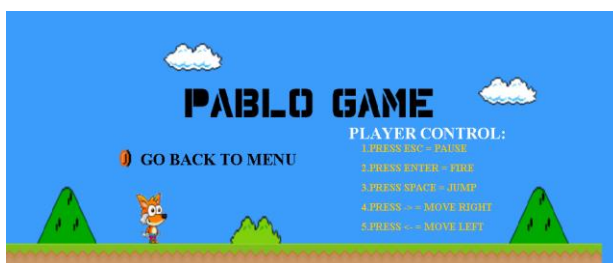 PABLO GAME
PLAYER CONTROL:
1.PRESS ESC = PAUSE
GO BACK TO MENU
2.PRESS ENTER = FIRE
3.PRESS SPACE = JUMP
4.PRESS -> = MOVE RIGHT
5.PRESS <- = MOVE LEFT